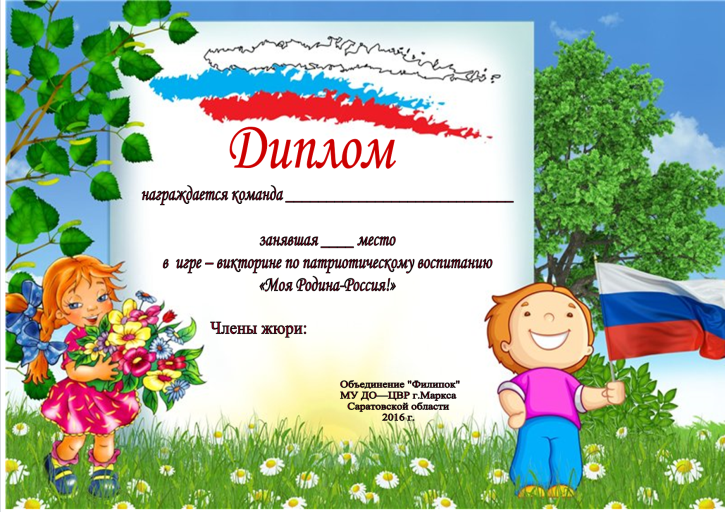 Диплом
награждается команда ____________________________
занявшая ____ место
в игре – викторине по патриотическому воспитанию
«Моя Родина-Россия!»
Члены жюри:
Объединение "Филипок"
МУ ДО—ЦВР г.Маркса
Саратовской области
2016 г.